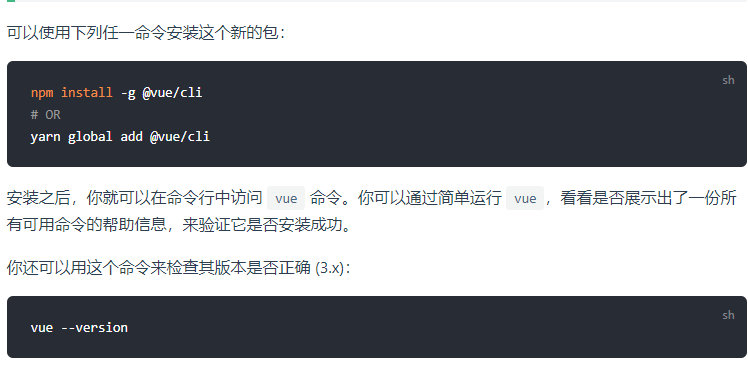 可以使用下列任一命令安装这个新的包：
sh
npm install -g @vue/cli
# OR
yarn global add @vue/cli
安装之后，你就可以在命令行中访问 vue 命令。你可以通过简单运行 vue，看看是否展示出了一份所
有可用命令的帮助信息，来验证它是否安装成功。
你还可以用这个命令来检查其版本是否正确 (3.x)：
sh
vue --version